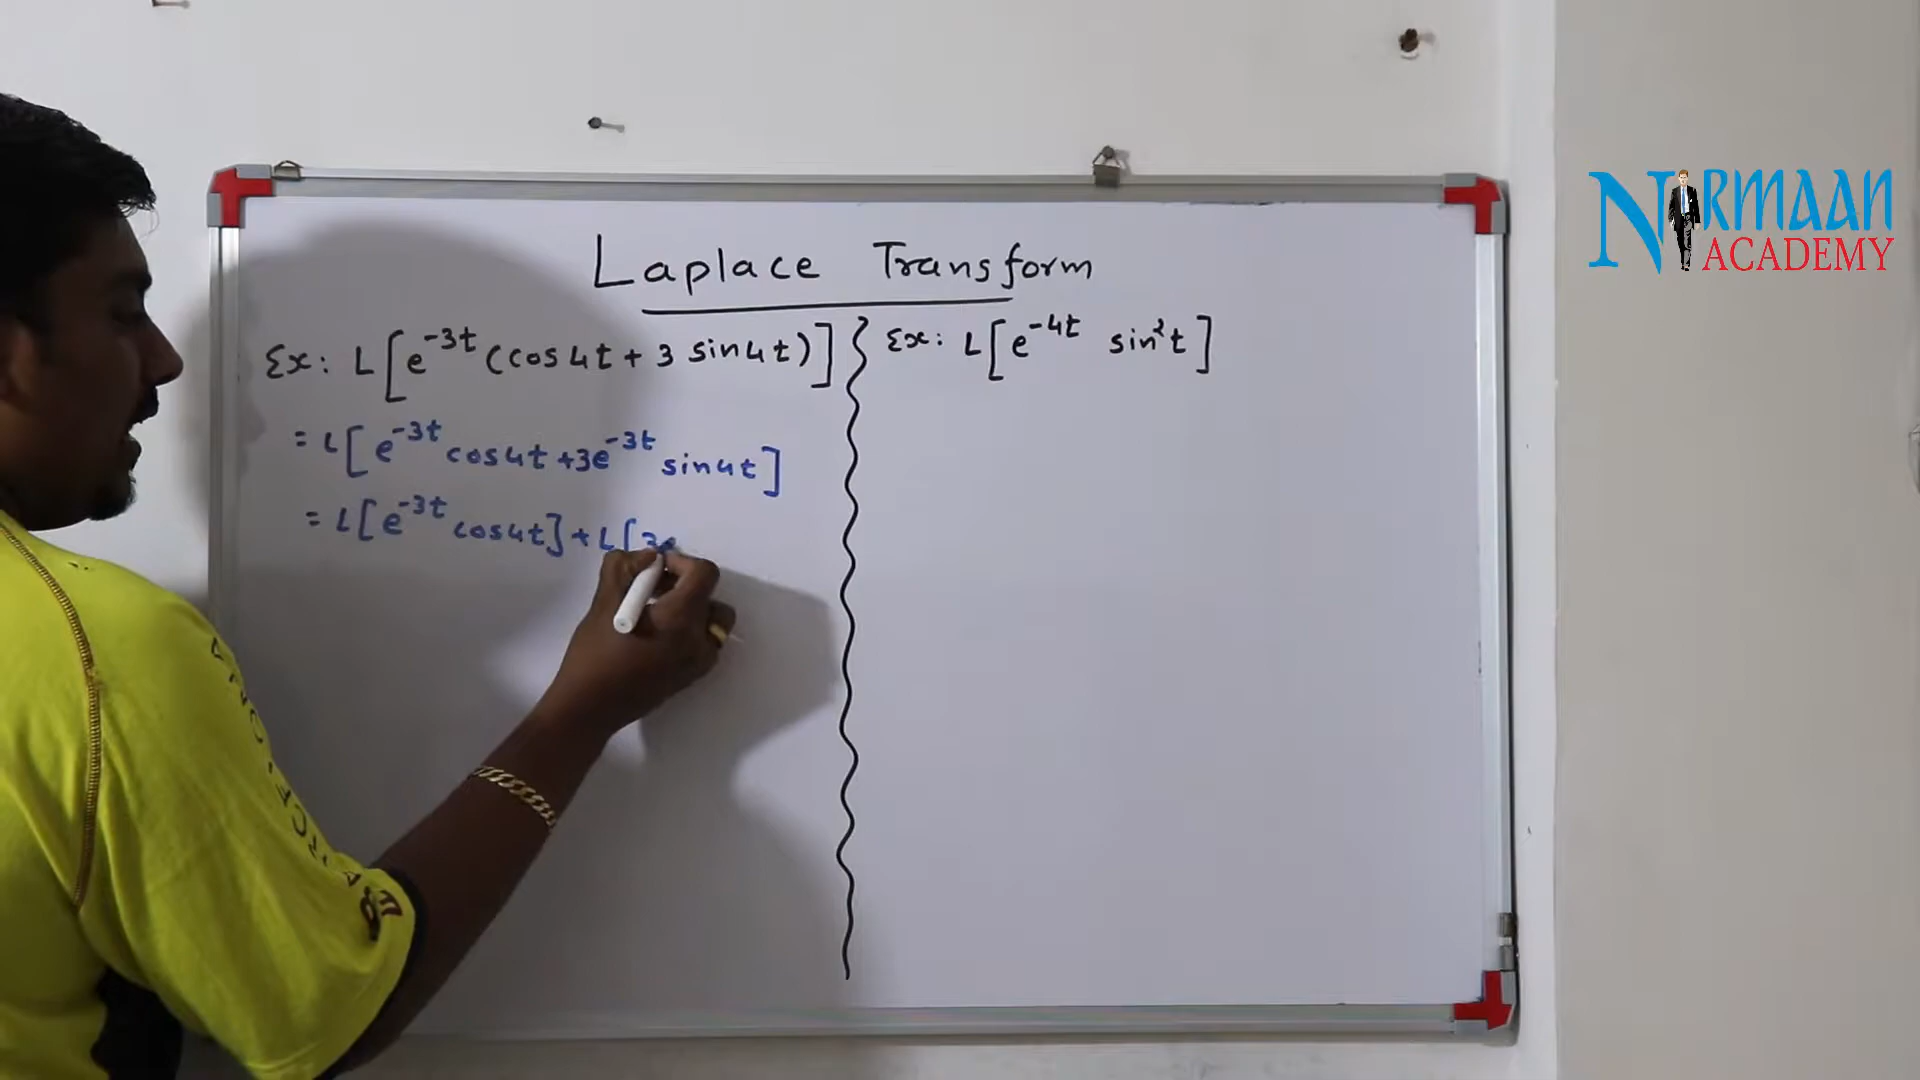 Laplace Transform
Ex: L[e^-3t (cos4t + 3 sin4t)]
= L[e^-3t cos4t + 3e^-3t sin4t]
= L[e^-3t cos4t] + L[3e
Ex: L[e^-4t sin²t]
NIRMAAN
ACADEMY